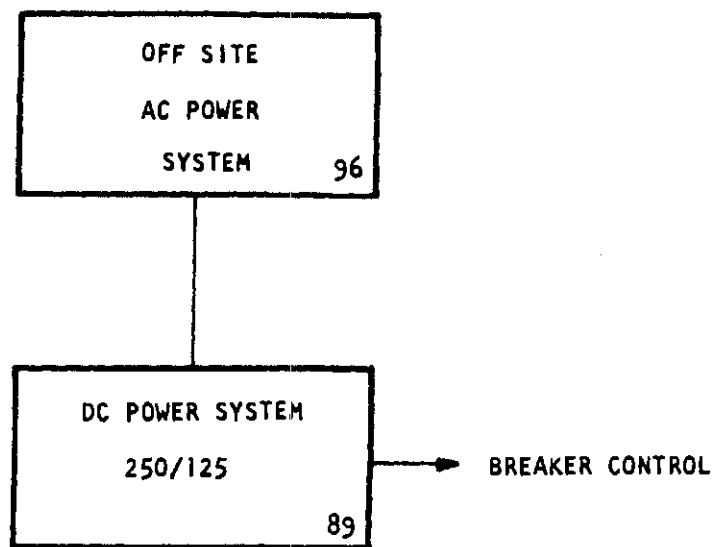 OFF SITE
AC POWER
SYSTEM
96
DC POWER SYSTEM
250/125
BREAKER CONTROL
89